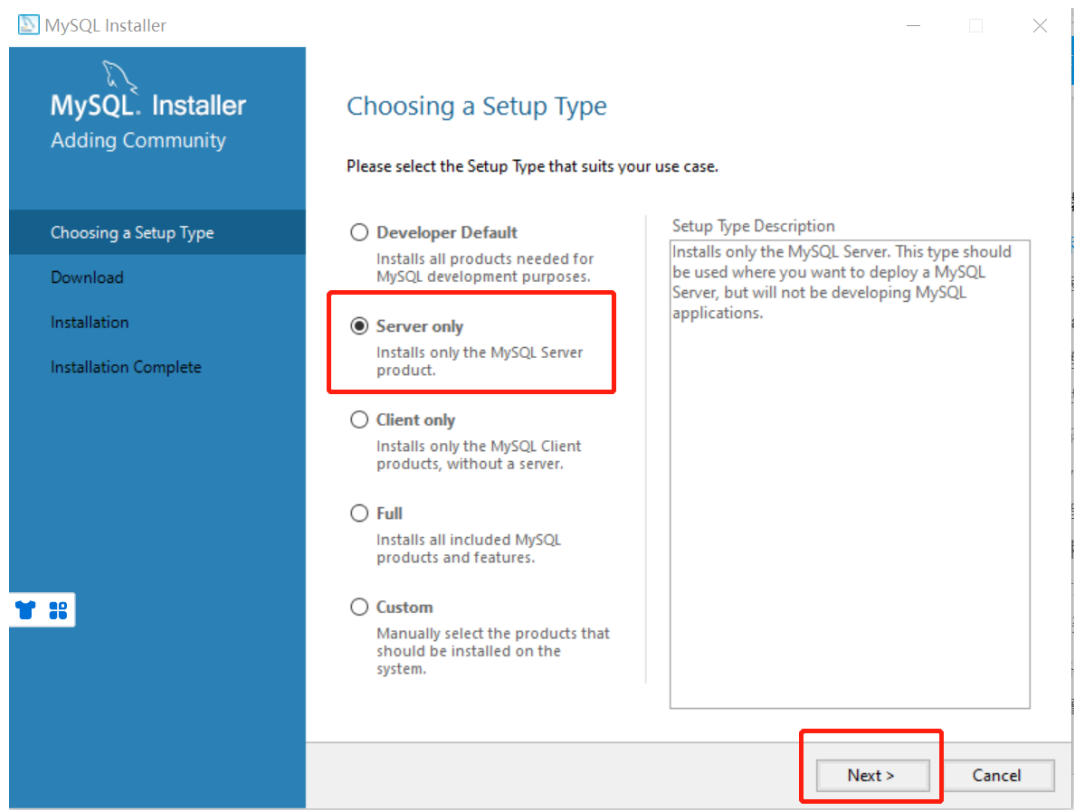 MySQL Installer
MySQL. Installer
Adding Community
Choosing a Setup Type
Download
Installation
Installation Complete
Choosing a Setup Type
Please select the Setup Type that suits your use case.
Developer Default
Installs all products needed for
MySQL development purposes.
Server only
Installs only the MySQL Server
product.
Client only
Installs only the MySQL Client
products, without a server.
Full
Installs all included MySQL
products and features.
Custom
Manually select the products that
should be installed on the
system.
Setup Type Description
Installs only the MySQL Server. This type should
be used where you want to deploy a MySQL
Server, but will not be developing MySQL
applications.
Next >
Cancel